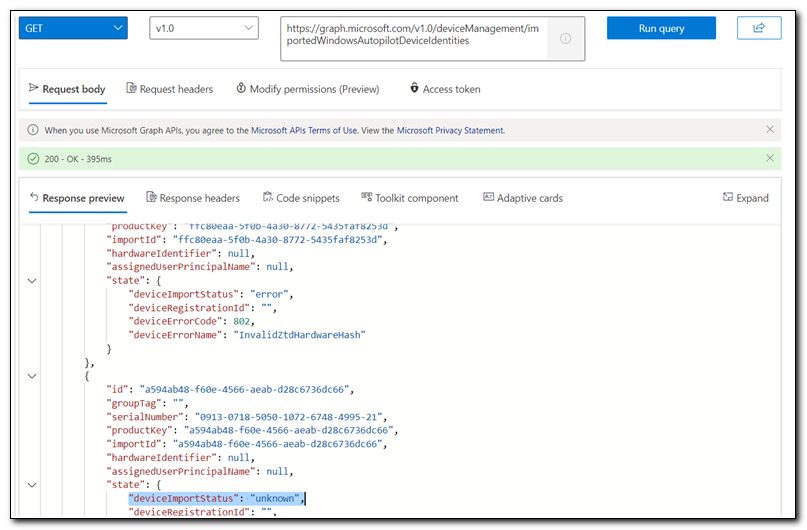 GET
v1.0
https://graph.microsoft.com/v1.0/deviceManagement/im
portedWindowsAutopilotDeviceIdentities
Run query
Request body
Request headers
Modify permissions (Preview)
Access token
When you use Microsoft Graph APIs, you agree to the Microsoft APIs Terms of Use. View the Microsoft Privacy Statement.
200 - OK - 395ms
Response preview
Response headers
Code snippets
Toolkit component
Adaptive cards
Expand
"productKey": "ffc80eaa-5f0b-4a30-8772-5435faf8253d",
"importId": "ffc80eaa-5f0b-4a30-8772-5435faf8253d",
"hardwareIdentifier": null,
"assignedUserPrincipalName": null,
"state": {
"deviceImportStatus": "error",
"deviceRegistrationId": "",
"deviceErrorCode": 802,
"deviceErrorName": "InvalidZtdHardwareHash"
}
},
{
"id": "a594ab48-f60e-4566-aeab-d28c6736dc66",
"groupTag": "",
"serialNumber": "0913-0718-5050-1072-6748-4995-21",
"productKey": "a594ab48-f60e-4566-aeab-d28c6736dc66",
"importId": "a594ab48-f60e-4566-aeab-d28c6736dc66",
"hardwareIdentifier": null,
"assignedUserPrincipalName": null,
"state": {
"deviceImportStatus": "unknown",
"deviceRegistrationId": "",